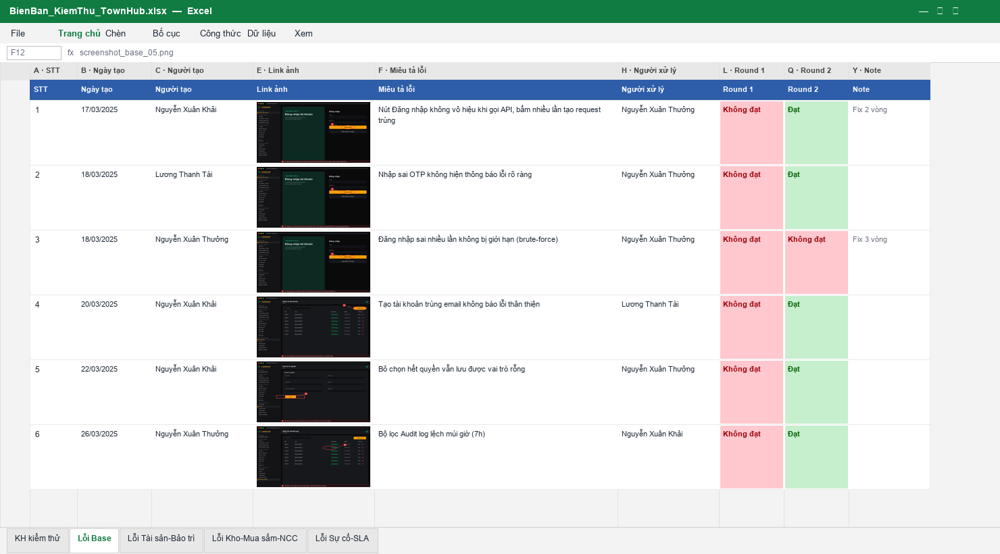 BienBan_KiemThu_TownHub.xlsx — Excel
File Trang chủ Chèn Bố cục Công thức Dữ liệu Xem
F12 fx screenshot_base_05.png
A · STT B · Ngày tạo C · Người tạo E · Link ảnh F · Miêu tả lỗi H · Người xử lý L · Round 1 Q · Round 2 Y · Note
STT Ngày tạo Người tạo Link ảnh Miêu tả lỗi Người xử lý Round 1 Round 2 Note
1 17/03/2025 Nguyễn Xuân Khải Nút Đăng nhập không vô hiệu khi gọi API, bấm nhiều lần tạo request Nguyễn Xuân Thưởng Không đạt Đạt Fix 2 vòng
trùng
2 18/03/2025 Lương Thanh Tài Nhập sai OTP không hiện thông báo lỗi rõ ràng Nguyễn Xuân Thưởng Không đạt Đạt
3 18/03/2025 Nguyễn Xuân Thưởng Đăng nhập sai nhiều lần không bị giới hạn (brute-force) Nguyễn Xuân Thưởng Không đạt Không đạt Fix 3 vòng
4 20/03/2025 Nguyễn Xuân Khải Tạo tài khoản trùng email không báo lỗi thân thiện Lương Thanh Tài Không đạt Đạt
5 22/03/2025 Nguyễn Xuân Khải Bỏ chọn hết quyền vẫn lưu được vai trò rỗng Nguyễn Xuân Thưởng Không đạt Đạt
6 26/03/2025 Nguyễn Xuân Thưởng Bộ lọc Audit log lệch múi giờ (7h) Nguyễn Xuân Khải Không đạt Đạt
KH kiểm thử Lỗi Base Lỗi Tài sản-Bảo trì Lỗi Kho-Mua sắm-NCC Lỗi Sự cố-SLA